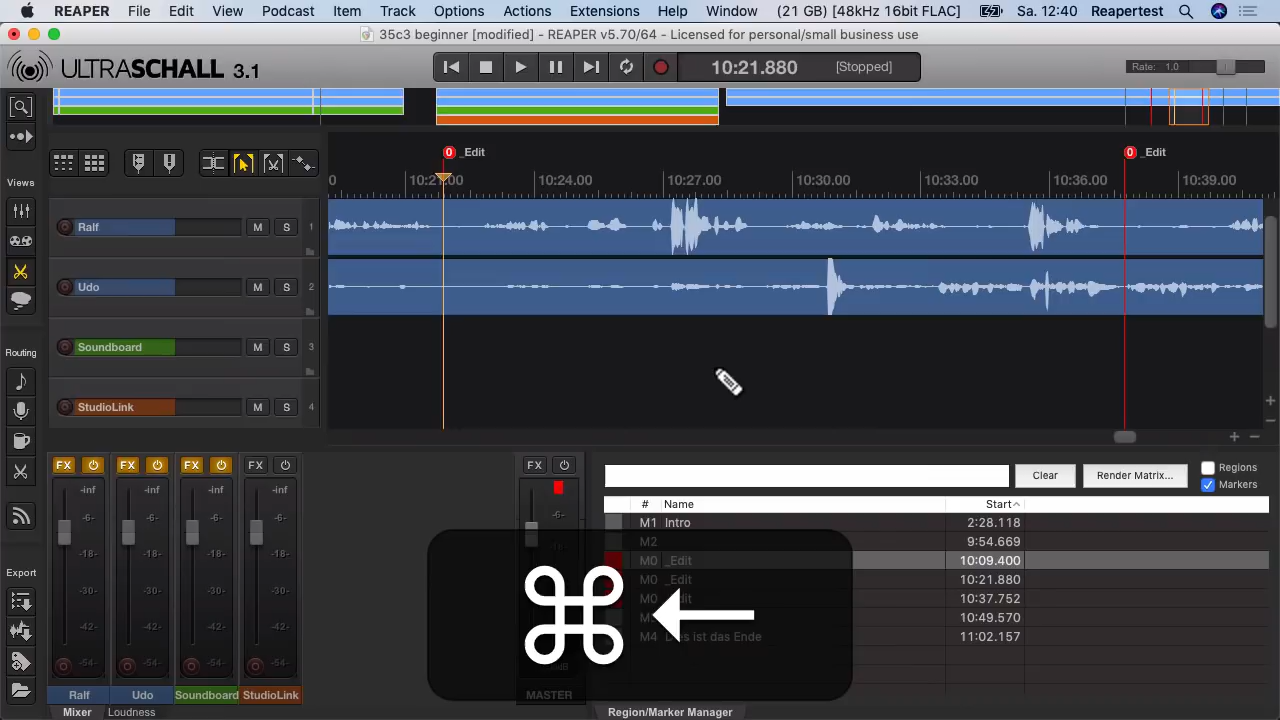 REAPER File Edit View Podcast Item Track Options Actions Extensions Help Window (21 GB) [48kHz 16bit FLAC] Sa. 12:40 Reapertest
35c3 beginner [modified] - REAPER v5.70/64 - Licensed for personal/small business use
ULTRASCHALL 3.1
10:21.880 [Stopped]
Rate: 1.0
0 _Edit 0 _Edit
0 10:21.00 10:24.00 10:27.00 10:30.00 10:33.00 10:36.00 10:39.00
Views
Ralf M S 1
Udo M S 2
Soundboard M S 3
StudioLink M S 4
Routing
Export
FX FX FX FX FX
-inf -inf -inf -inf
-6- -6- -6- -6- -6-
-18- -18- -18- -18-
-30- -30- -30- -30-
-42- -42- -42- -42-
-54- -54- -54- -54-
Ralf Udo Soundboard StudioLink MASTER
Mixer Loudness
Clear Render Matrix... Regions
Markers
# Name Start
M1 Intro 2:28.118
M2 9:54.669
M0 _Edit 10:09.400
M0 _Edit 10:21.880
M0 _Edit 10:37.752
10:49.570
M4 Dies ist das Ende 11:02.157
⌘←
Region/Marker Manager